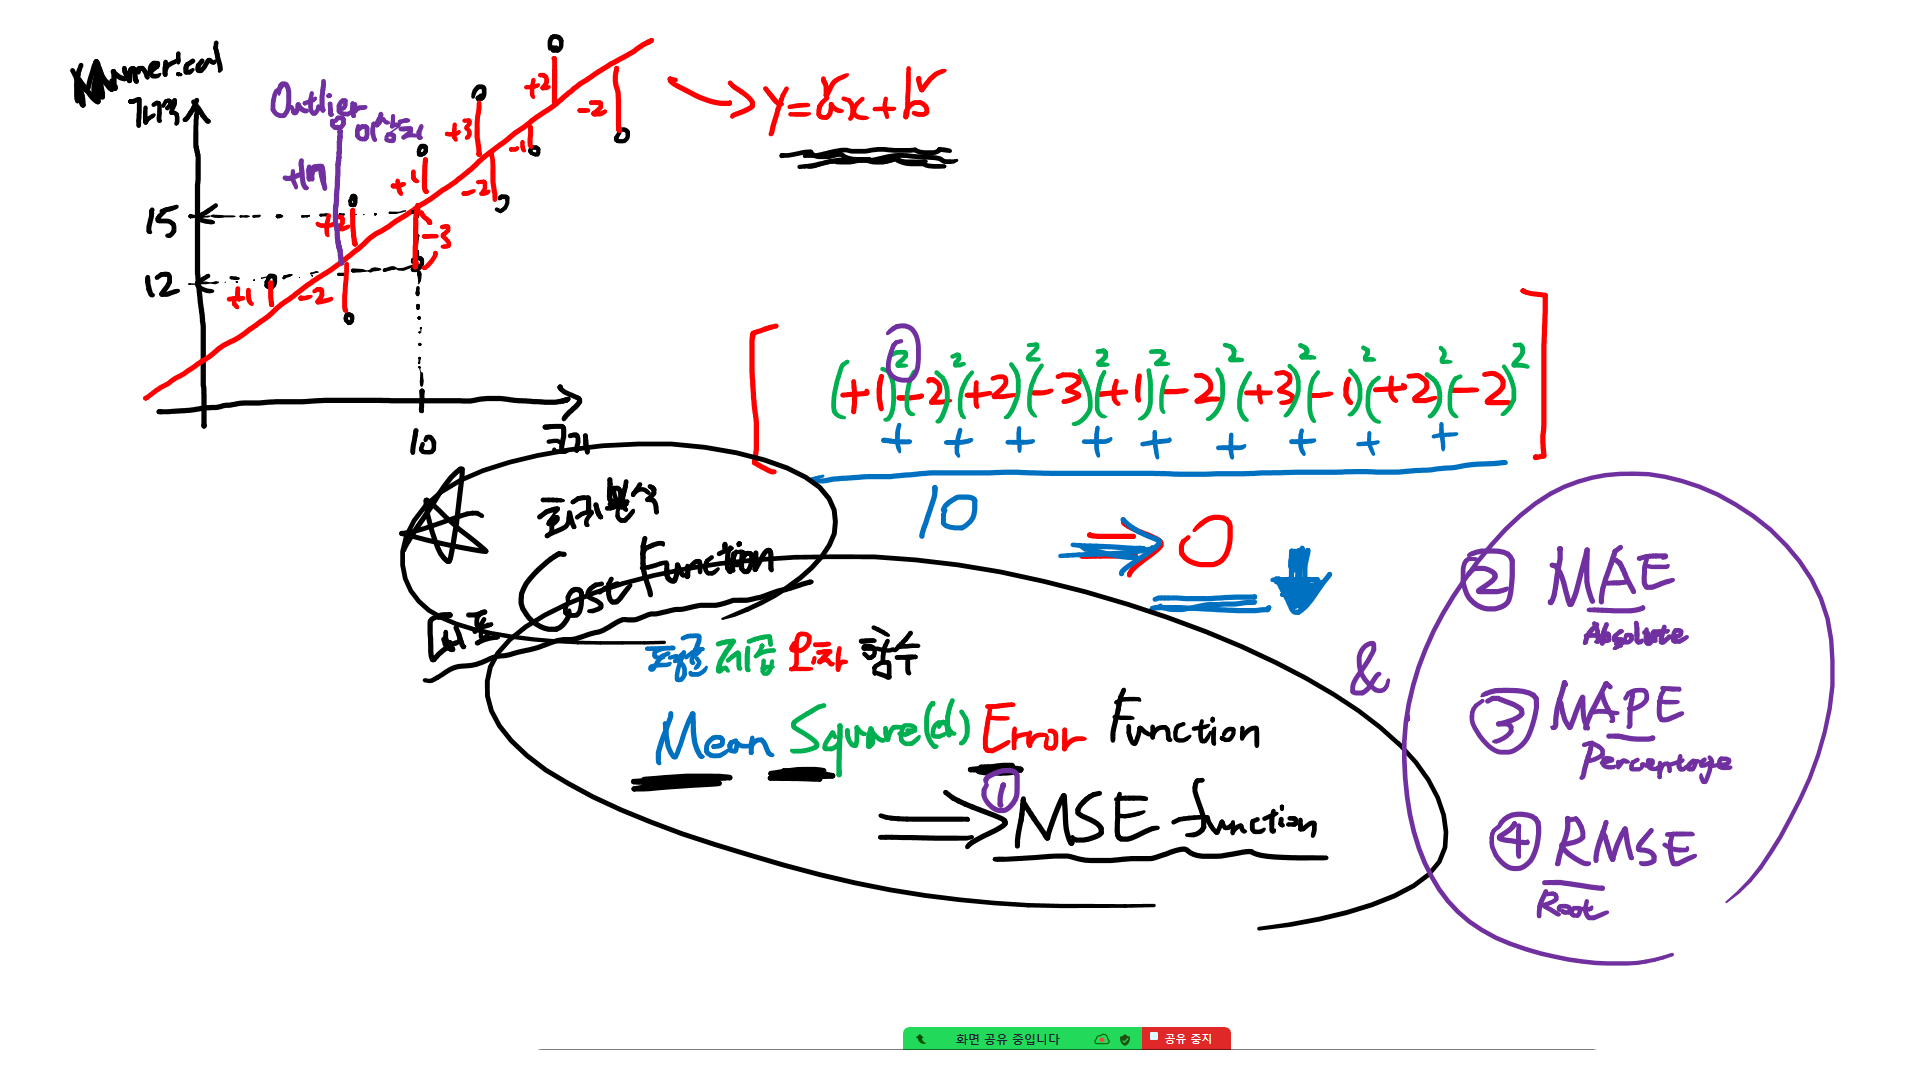 Numerical
가격
Outlier
이상치
+17
15
12
+1
-2
+2
-3
+1
-2
+3
-1
+2
-2
10
크기
y=ax+b
[(+1)²(-2)²(+2)²(-3)²(+1)²(-2)²(+3)²(-1)²(+2)²(-2)²]
+ + + + + + + + +
10
⇒ 0
회귀분석
Cost Function
비용
평균 제곱 오차 함수
Mean Square(d) Error Function
① ⇒ MSE function
&
② MAE
Absolute
③ MAPE
Percentage
④ RMSE
Root
화면 공유 중입니다
공유 중지